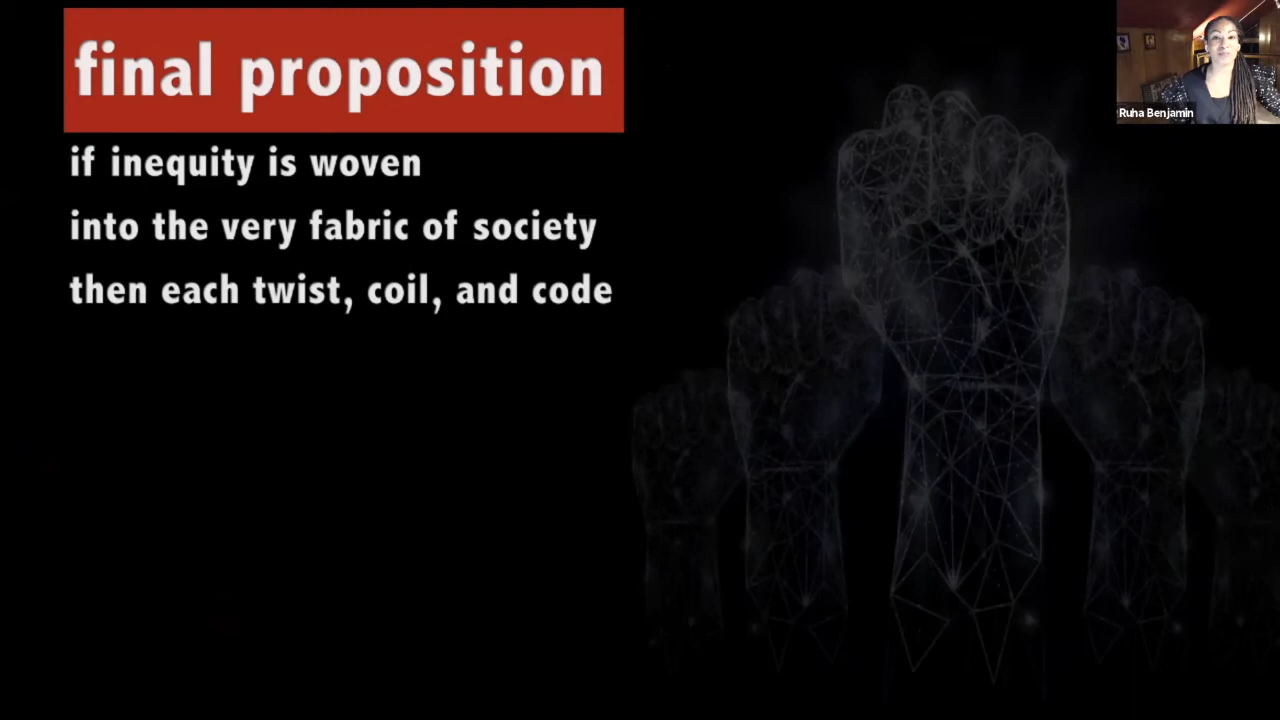 final proposition
if inequity is woven
into the very fabric of society
then each twist, coil, and code
Ruha Benjamin